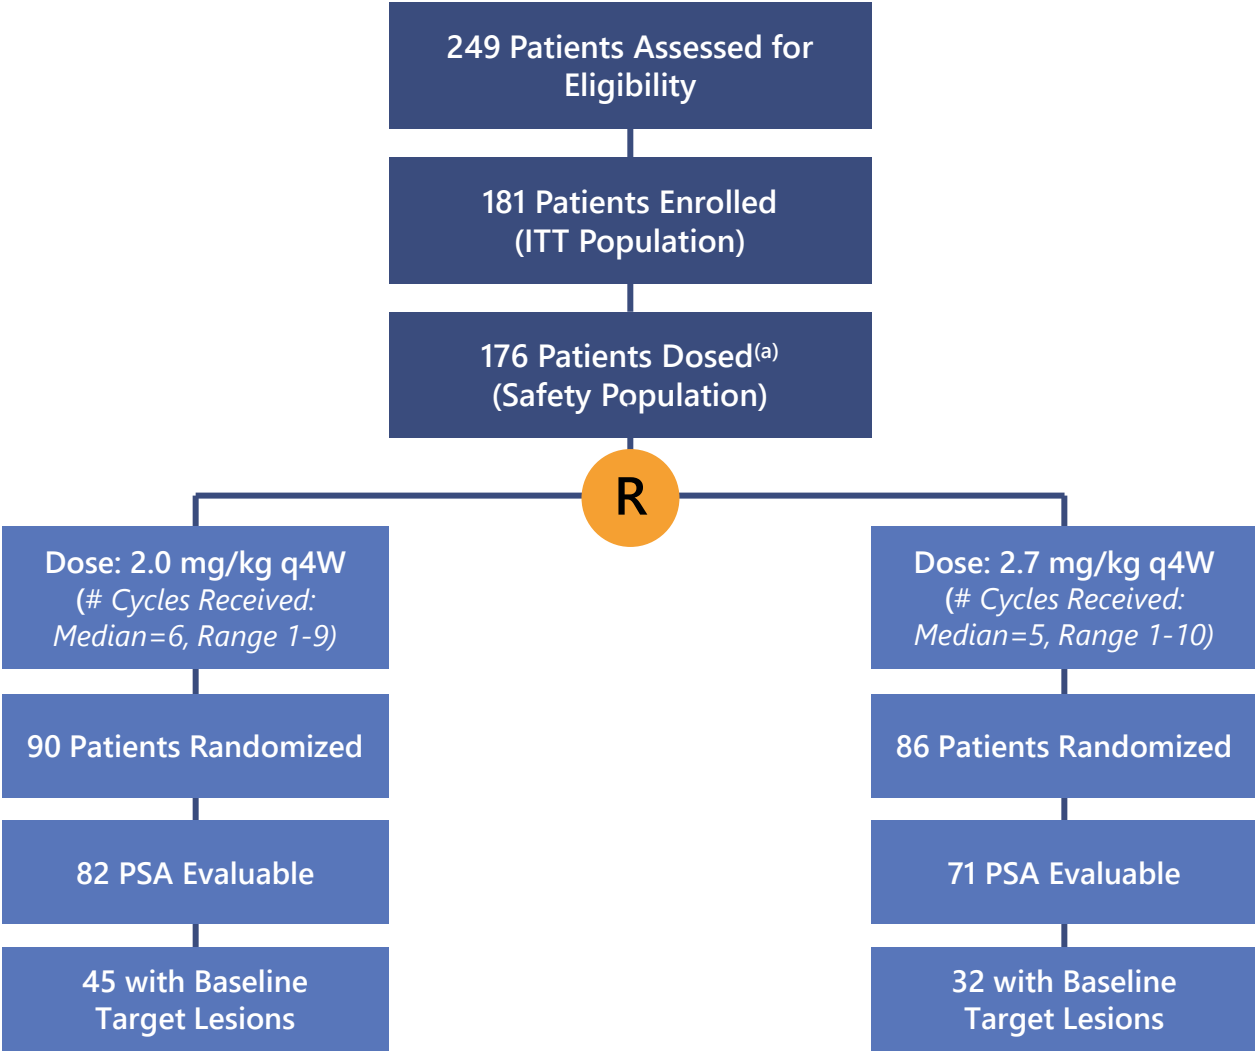 249 Patients Assessed for
Eligibility
181 Patients Enrolled
(ITT Population)
176 Patients Dosed(a)
(Safety Population)
R
Dose: 2.0 mg/kg q4W
(# Cycles Received:
Median=6, Range 1-9)
90 Patients Randomized
82 PSA Evaluable
45 with Baseline
Target Lesions
Dose: 2.7 mg/kg q4W
(# Cycles Received:
Median=5, Range 1-10)
86 Patients Randomized
71 PSA Evaluable
32 with Baseline
Target Lesions